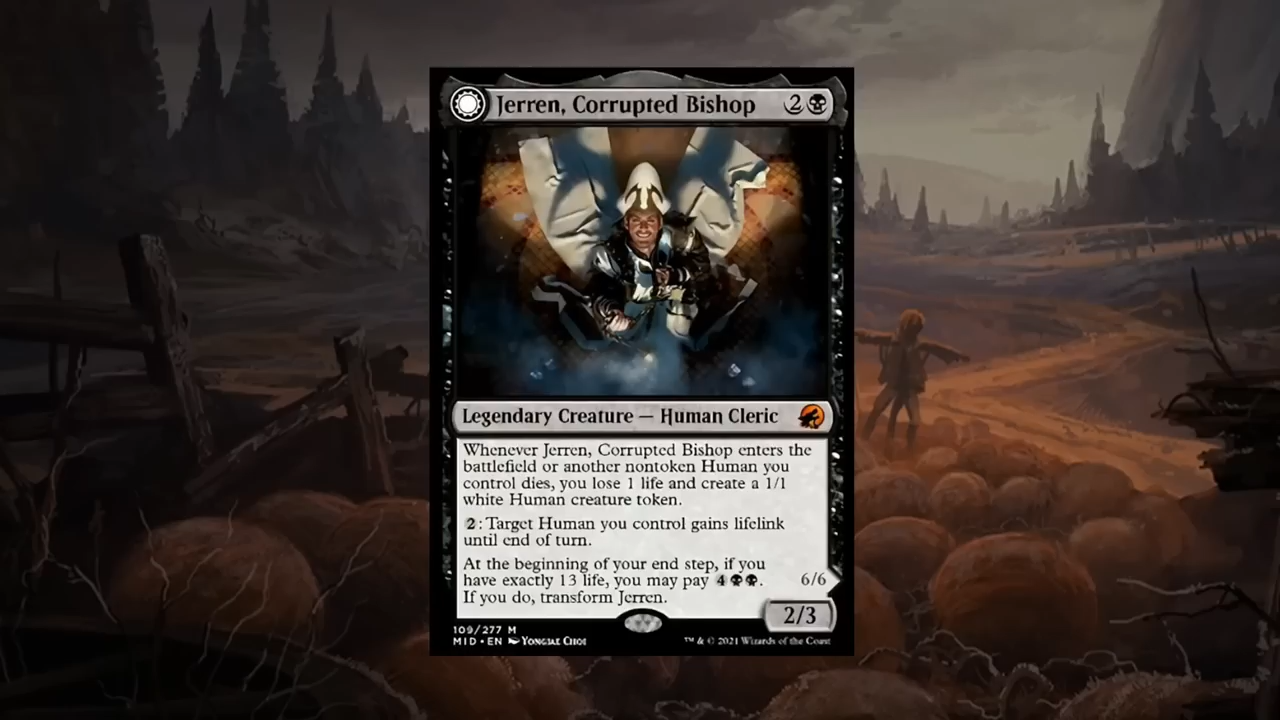 Jerren, Corrupted Bishop 2
Legendary Creature — Human Cleric
Whenever Jerren, Corrupted Bishop enters the
battlefield or another nontoken Human you
control dies, you lose 1 life and create a 1/1
white Human creature token.
2: Target Human you control gains lifelink
until end of turn.
At the beginning of your end step, if you
have exactly 13 life, you may pay 4.
If you do, transform Jerren.
6/6
2/3
109/277 M
MID • EN Yongjae Choi
™ & © 2021 Wizards of the Coast